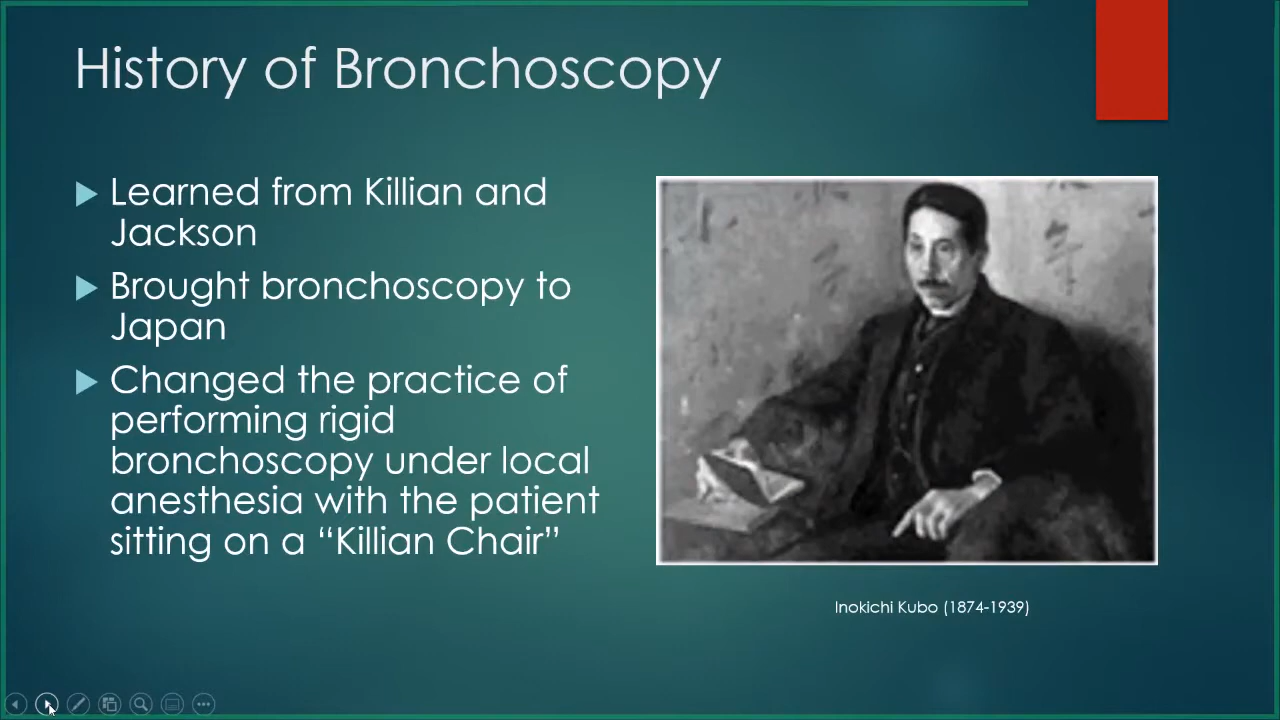 History of Bronchoscopy
Learned from Killian and
Jackson
Brought bronchoscopy to
Japan
Changed the practice of
performing rigid
bronchoscopy under local
anesthesia with the patient
sitting on a “Killian Chair”
Inokichi Kubo (1874-1939)